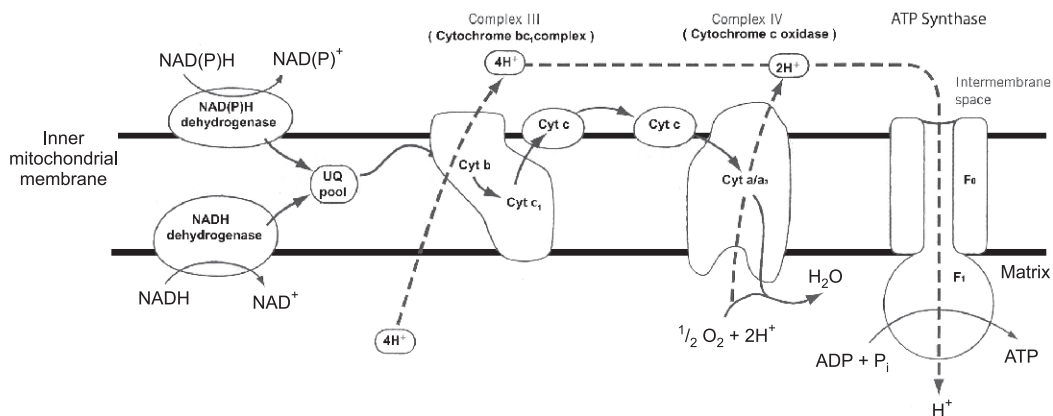 Complex III
( Cytochrome bc₁complex )
Complex IV
( Cytochrome c oxidase )
ATP Synthase
NAD(P)H
NAD(P)⁺
4H⁺
2H⁺
Intermembrane
space
NAD(P)H
dehydrogenase
Inner
mitochondrial
membrane
Cyt c
Cyt c
UQ
pool
Cyt b
Cyt c₁
Cyt a/a₃
F₀
NADH
dehydrogenase
Matrix
F₁
NADH
NAD⁺
H₂O
4H⁺
¹/₂ O₂ + 2H⁺
ADP + Pᵢ
ATP
H⁺